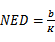 NED = b/K